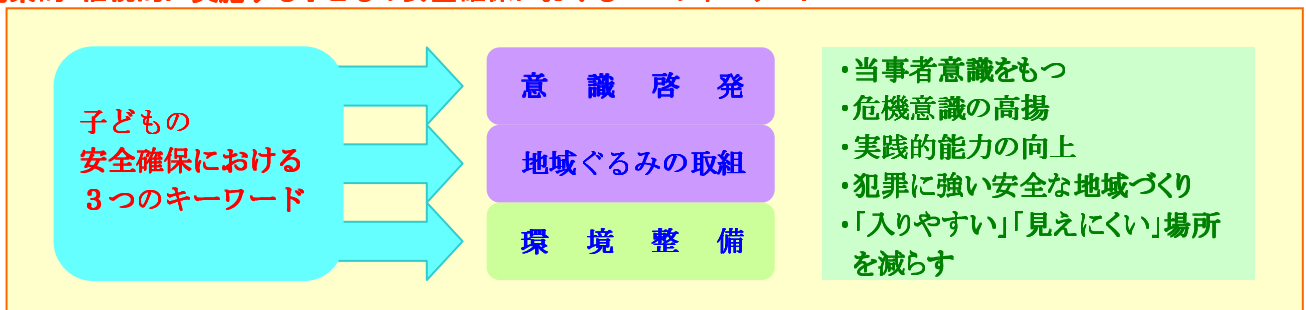 子どもの
安全確保における
3つのキーワード
意識啓発
地域ぐるみの取組
環境整備
・当事者意識をもつ
・危機意識の高揚
・実践的能力の向上
・犯罪に強い安全な地域づくり
・「入りやすい」「見えにくい」場所
を減らす